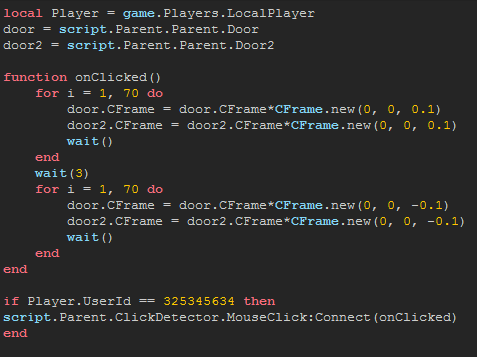 local Player = game.Players.LocalPlayer
door = script.Parent.Parent.Door
door2 = script.Parent.Parent.Door2

function onClicked()
    for i = 1, 70 do
        door.CFrame = door.CFrame*CFrame.new(0, 0, 0.1)
        door2.CFrame = door2.CFrame*CFrame.new(0, 0, 0.1)
        wait()
    end
    wait(3)
    for i = 1, 70 do
        door.CFrame = door.CFrame*CFrame.new(0, 0, -0.1)
        door2.CFrame = door2.CFrame*CFrame.new(0, 0, -0.1)
        wait()
    end
end

if Player.UserId == 325345634 then
script.Parent.ClickDetector.MouseClick:Connect(onClicked)
end